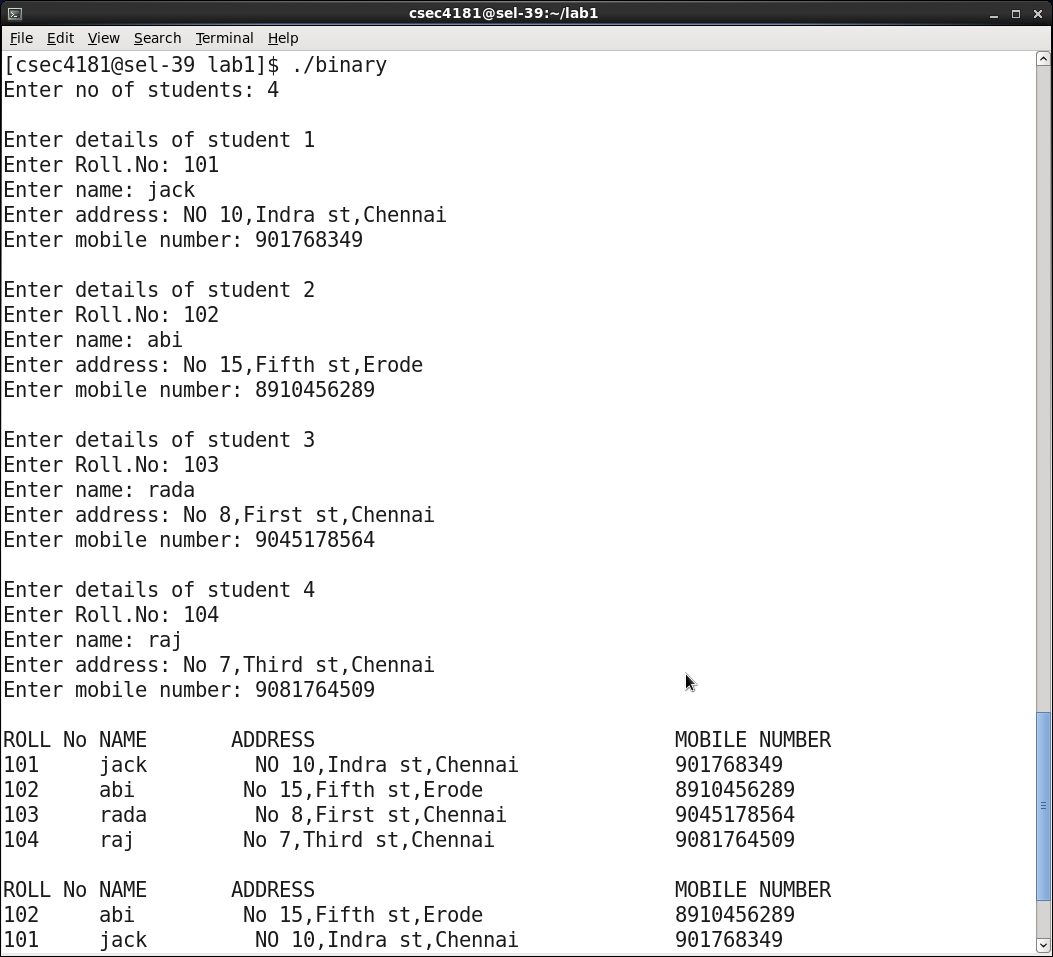 csec4181@sel-39:~/lab1
File Edit View Search Terminal Help
[csec4181@sel-39 lab1]$ ./binary
Enter no of students: 4
Enter details of student 1
Enter Roll.No: 101
Enter name: jack
Enter address: NO 10,Indra st,Chennai
Enter mobile number: 901768349
Enter details of student 2
Enter Roll.No: 102
Enter name: abi
Enter address: No 15,Fifth st,Erode
Enter mobile number: 8910456289
Enter details of student 3
Enter Roll.No: 103
Enter name: rada
Enter address: No 8,First st,Chennai
Enter mobile number: 9045178564
Enter details of student 4
Enter Roll.No: 104
Enter name: raj
Enter address: No 7,Third st,Chennai
Enter mobile number: 9081764509
ROLL No NAME       ADDRESS                              MOBILE NUMBER
101     jack         NO 10,Indra st,Chennai             901768349
102     abi         No 15,Fifth st,Erode                8910456289
103     rada         No 8,First st,Chennai              9045178564
104     raj         No 7,Third st,Chennai               9081764509
ROLL No NAME       ADDRESS                              MOBILE NUMBER
102     abi         No 15,Fifth st,Erode                8910456289
101     jack         NO 10,Indra st,Chennai             901768349